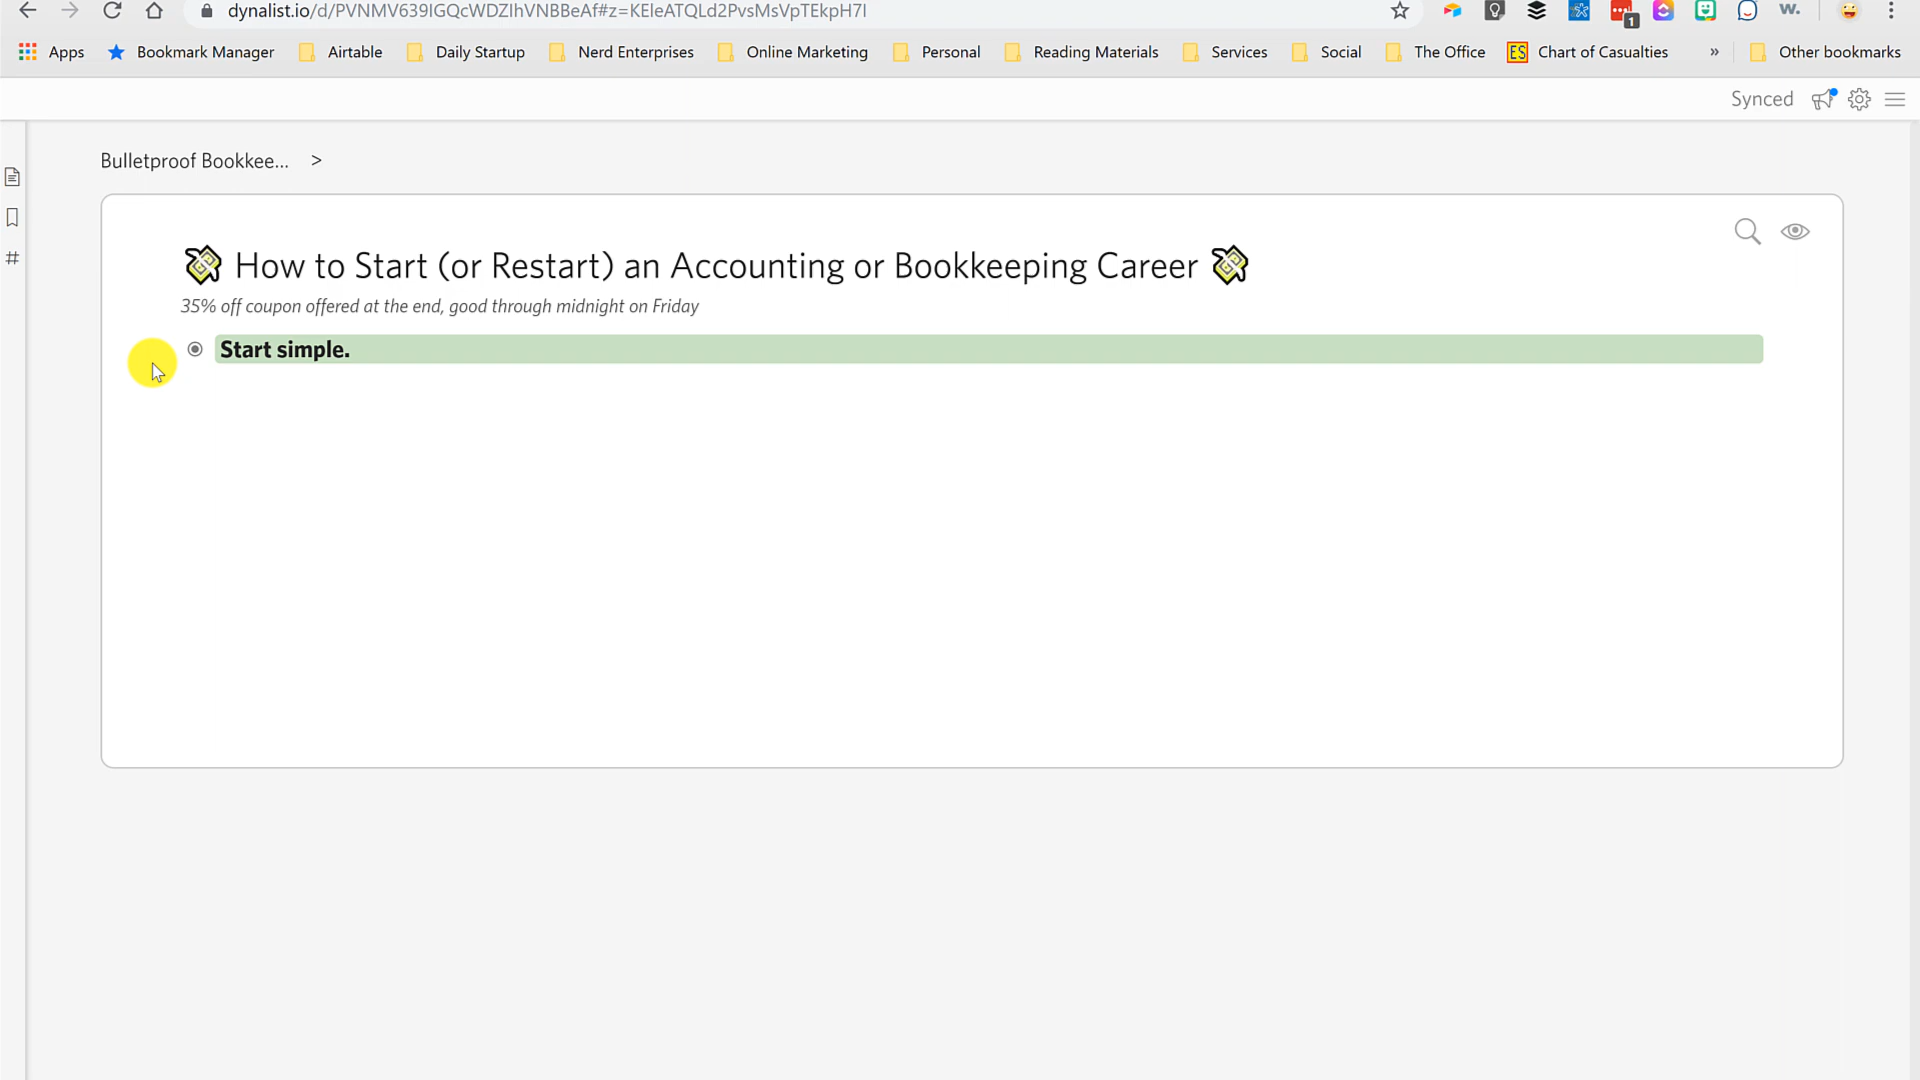 dynalist.io/d/PVNMV639IGQcWDZIhVNBBeAf#z=KEleATQLd2PvsMsVpTEkpH7I
1
w.
Apps
Bookmark Manager
Airtable
Daily Startup
Nerd Enterprises
Online Marketing
Personal
Reading Materials
Services
Social
The Office
ES
Chart of Casualties
»
Other bookmarks
Synced
Bulletproof Bookkee... >
#
How to Start (or Restart) an Accounting or Bookkeeping Career
35% off coupon offered at the end, good through midnight on Friday
Start simple.